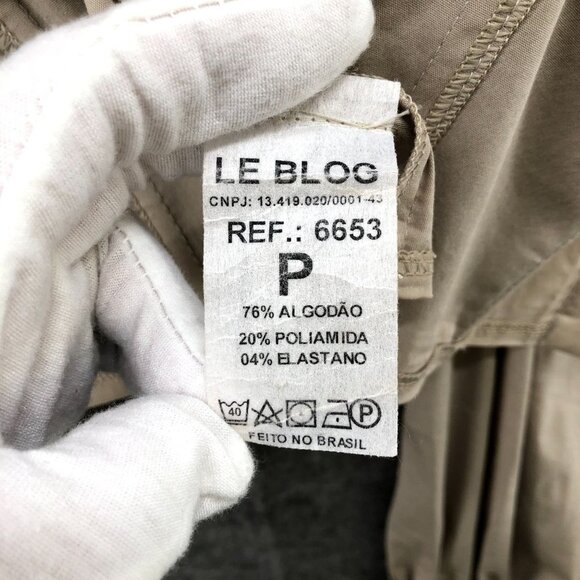 LE BLOG
CNPJ: 13.419.020/0001-43
REF.: 6653
P
76% ALGODÃO
20% POLIAMIDA
04% ELASTANO
40 P
FEITO NO BRASIL